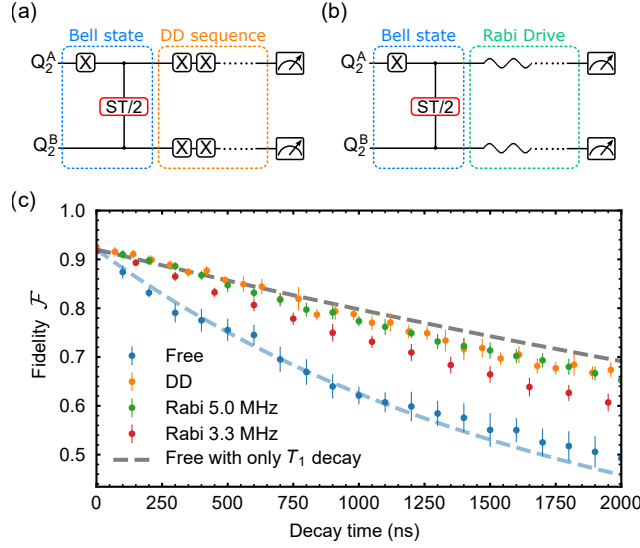 (a)
Bell state DD sequence
Q₂ᴬ X X X
ST/2
Q₂ᴮ X X
(b)
Bell state Rabi Drive
Q₂ᴬ X
ST/2
Q₂ᴮ
(c)
1.0
0.9
0.8
0.7
0.6
0.5
Fidelity ℱ
Free
DD
Rabi 5.0 MHz
Rabi 3.3 MHz
Free with only T₁ decay
0 250 500 750 1000 1250 1500 1750 2000
Decay time (ns)